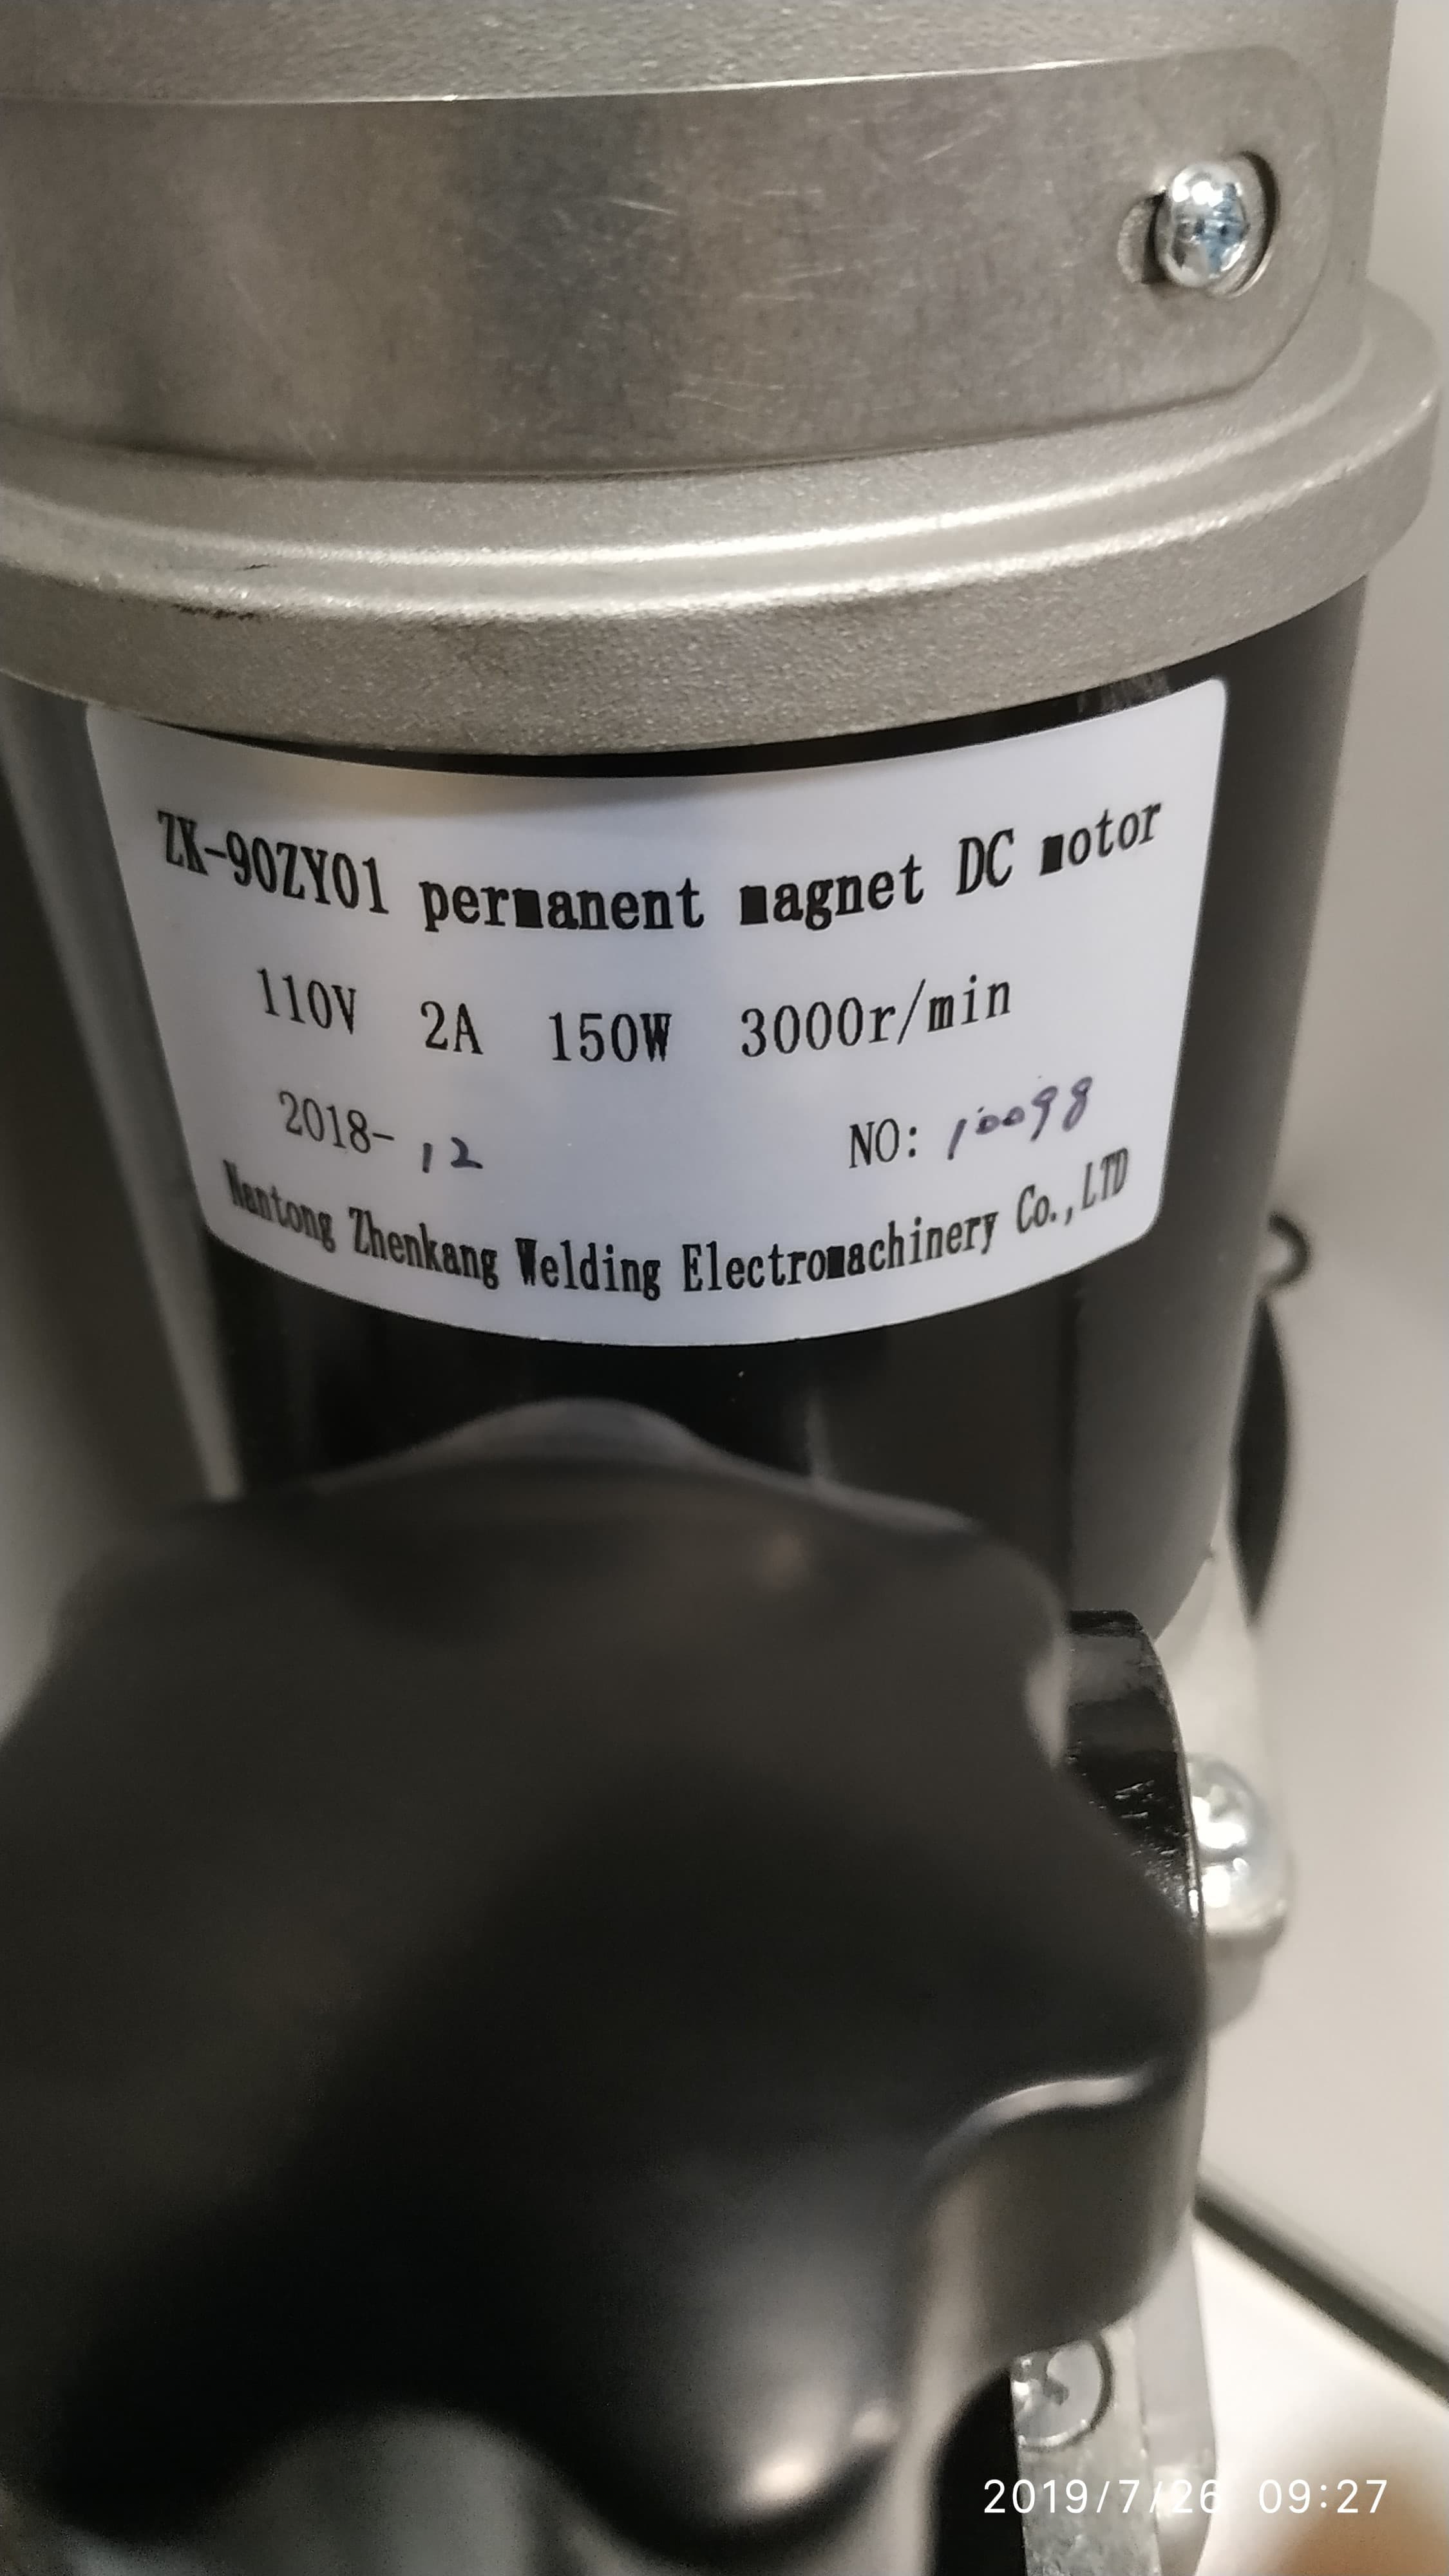 ZK-90ZY01 permanent magnet DC motor
110V 2A 150W 3000r/min
2018-12 NO: 10098
Nantong Zhenkang Welding Electromachinery Co.,LTD
2019/7/26 09:27